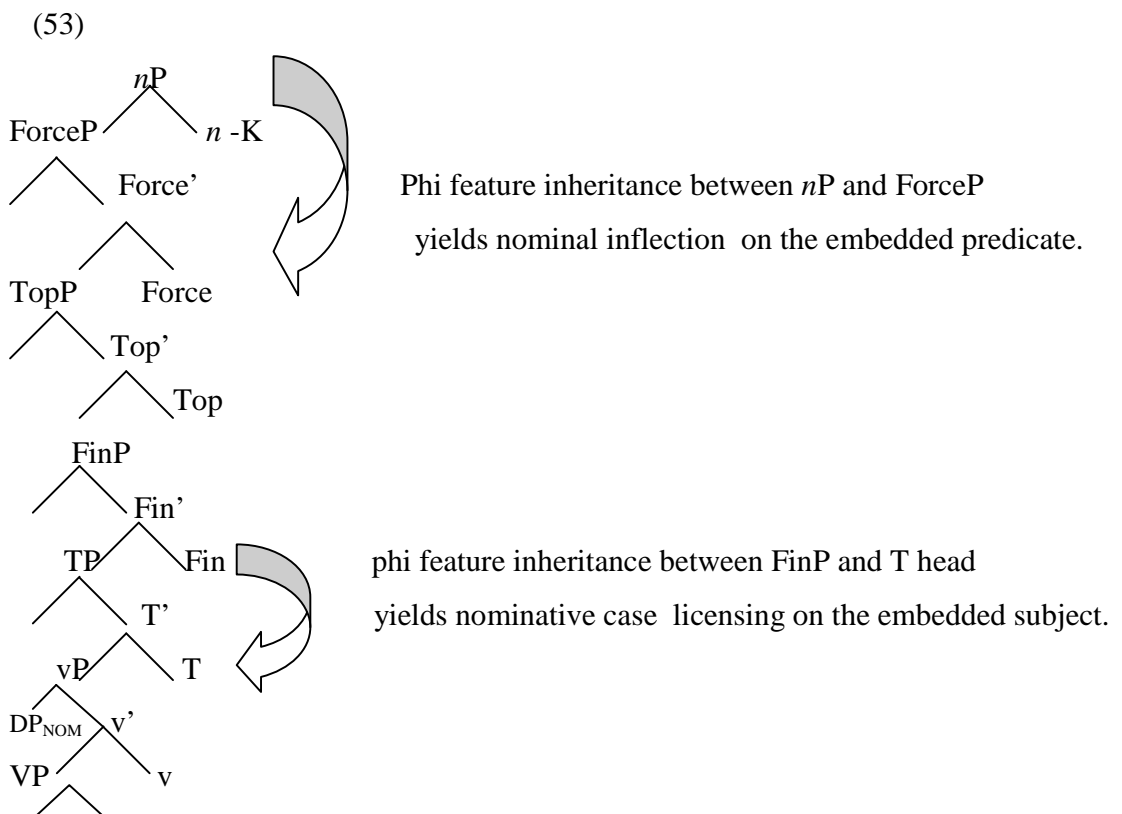 (53)
nP
ForceP n -K
Force’ Phi feature inheritance between nP and ForceP
yields nominal inflection on the embedded predicate.
TopP Force
Top’
Top
FinP
Fin’
TP Fin phi feature inheritance between FinP and T head
T’ yields nominative case licensing on the embedded subject.
vP T
DPNOM v’
VP v